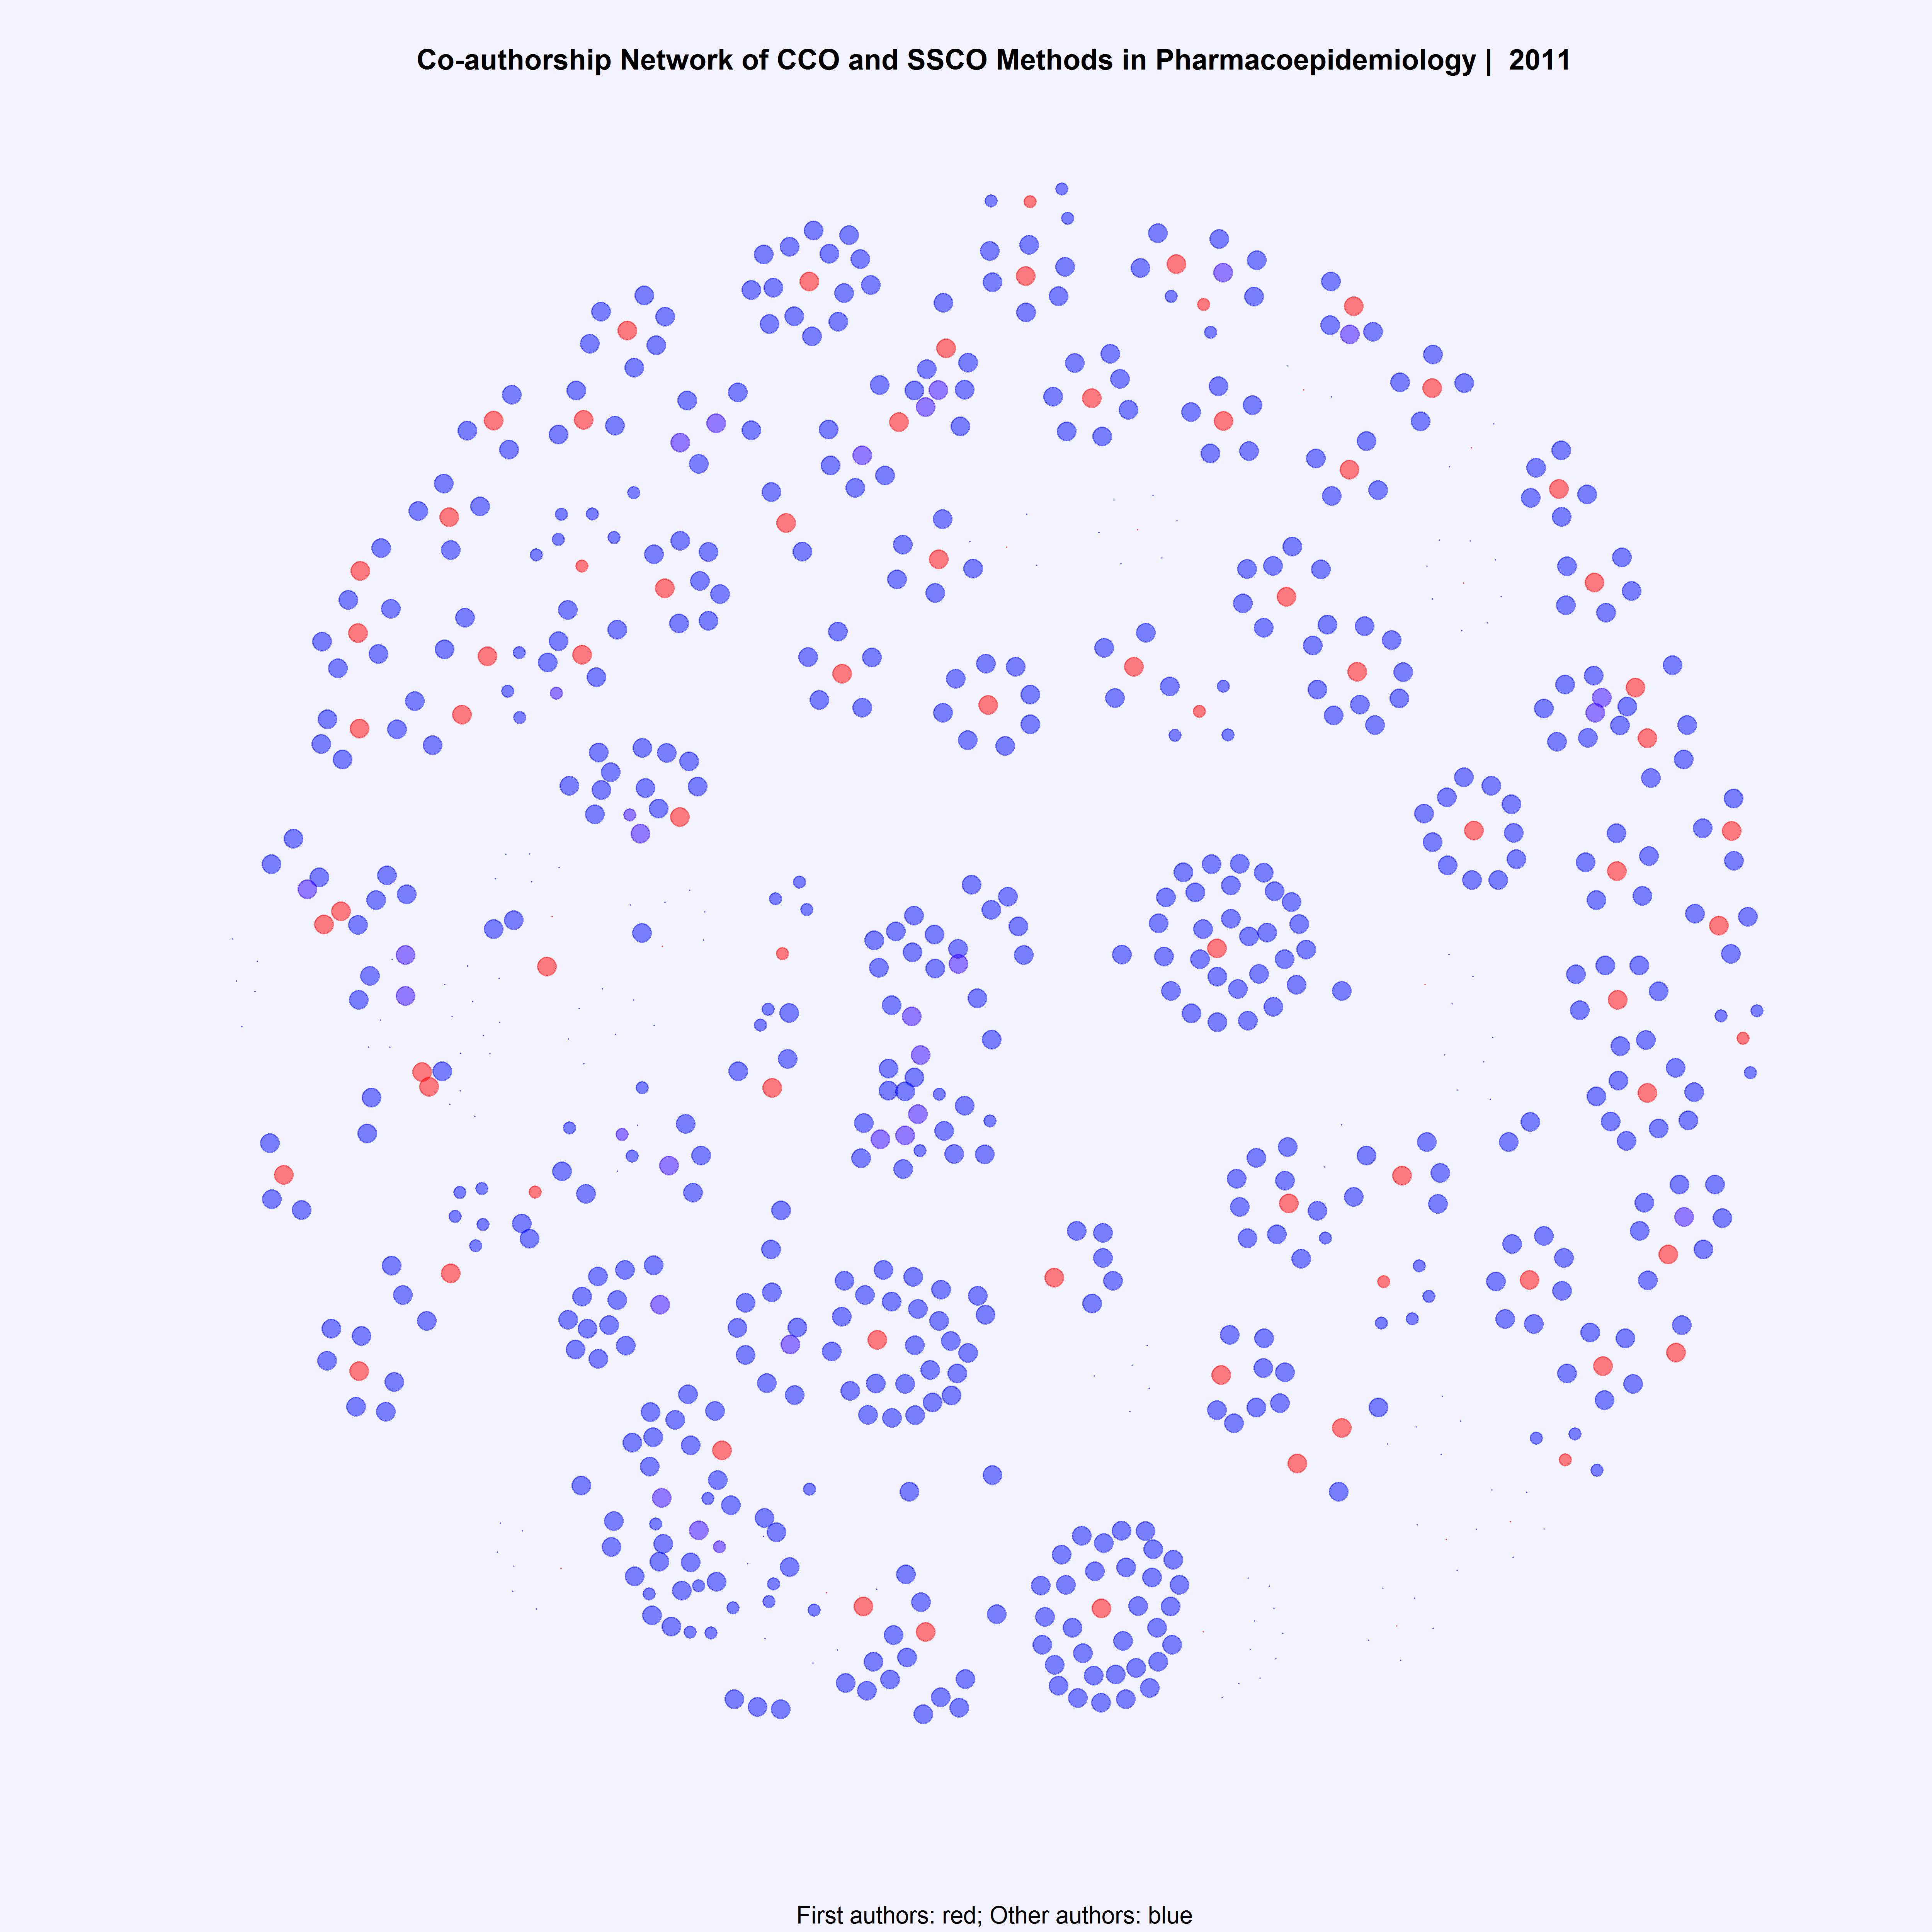 Co-authorship Network of CCO and SSCO Methods in Pharmacoepidemiology |  2011
First authors: red; Other authors: blue